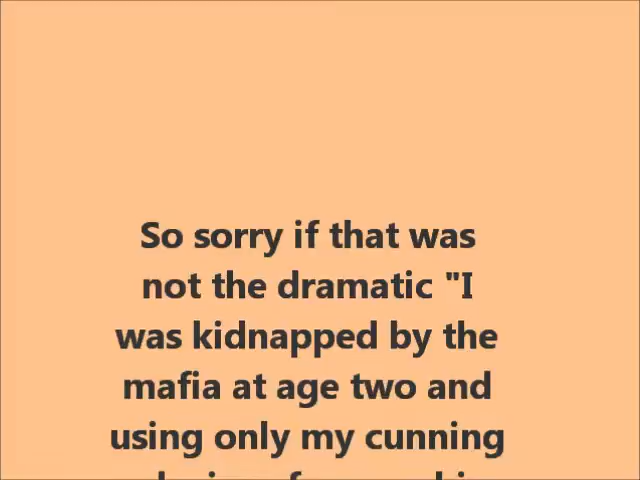 So sorry if that was
not the dramatic "I
was kidnapped by the
mafia at age two and
using only my cunning